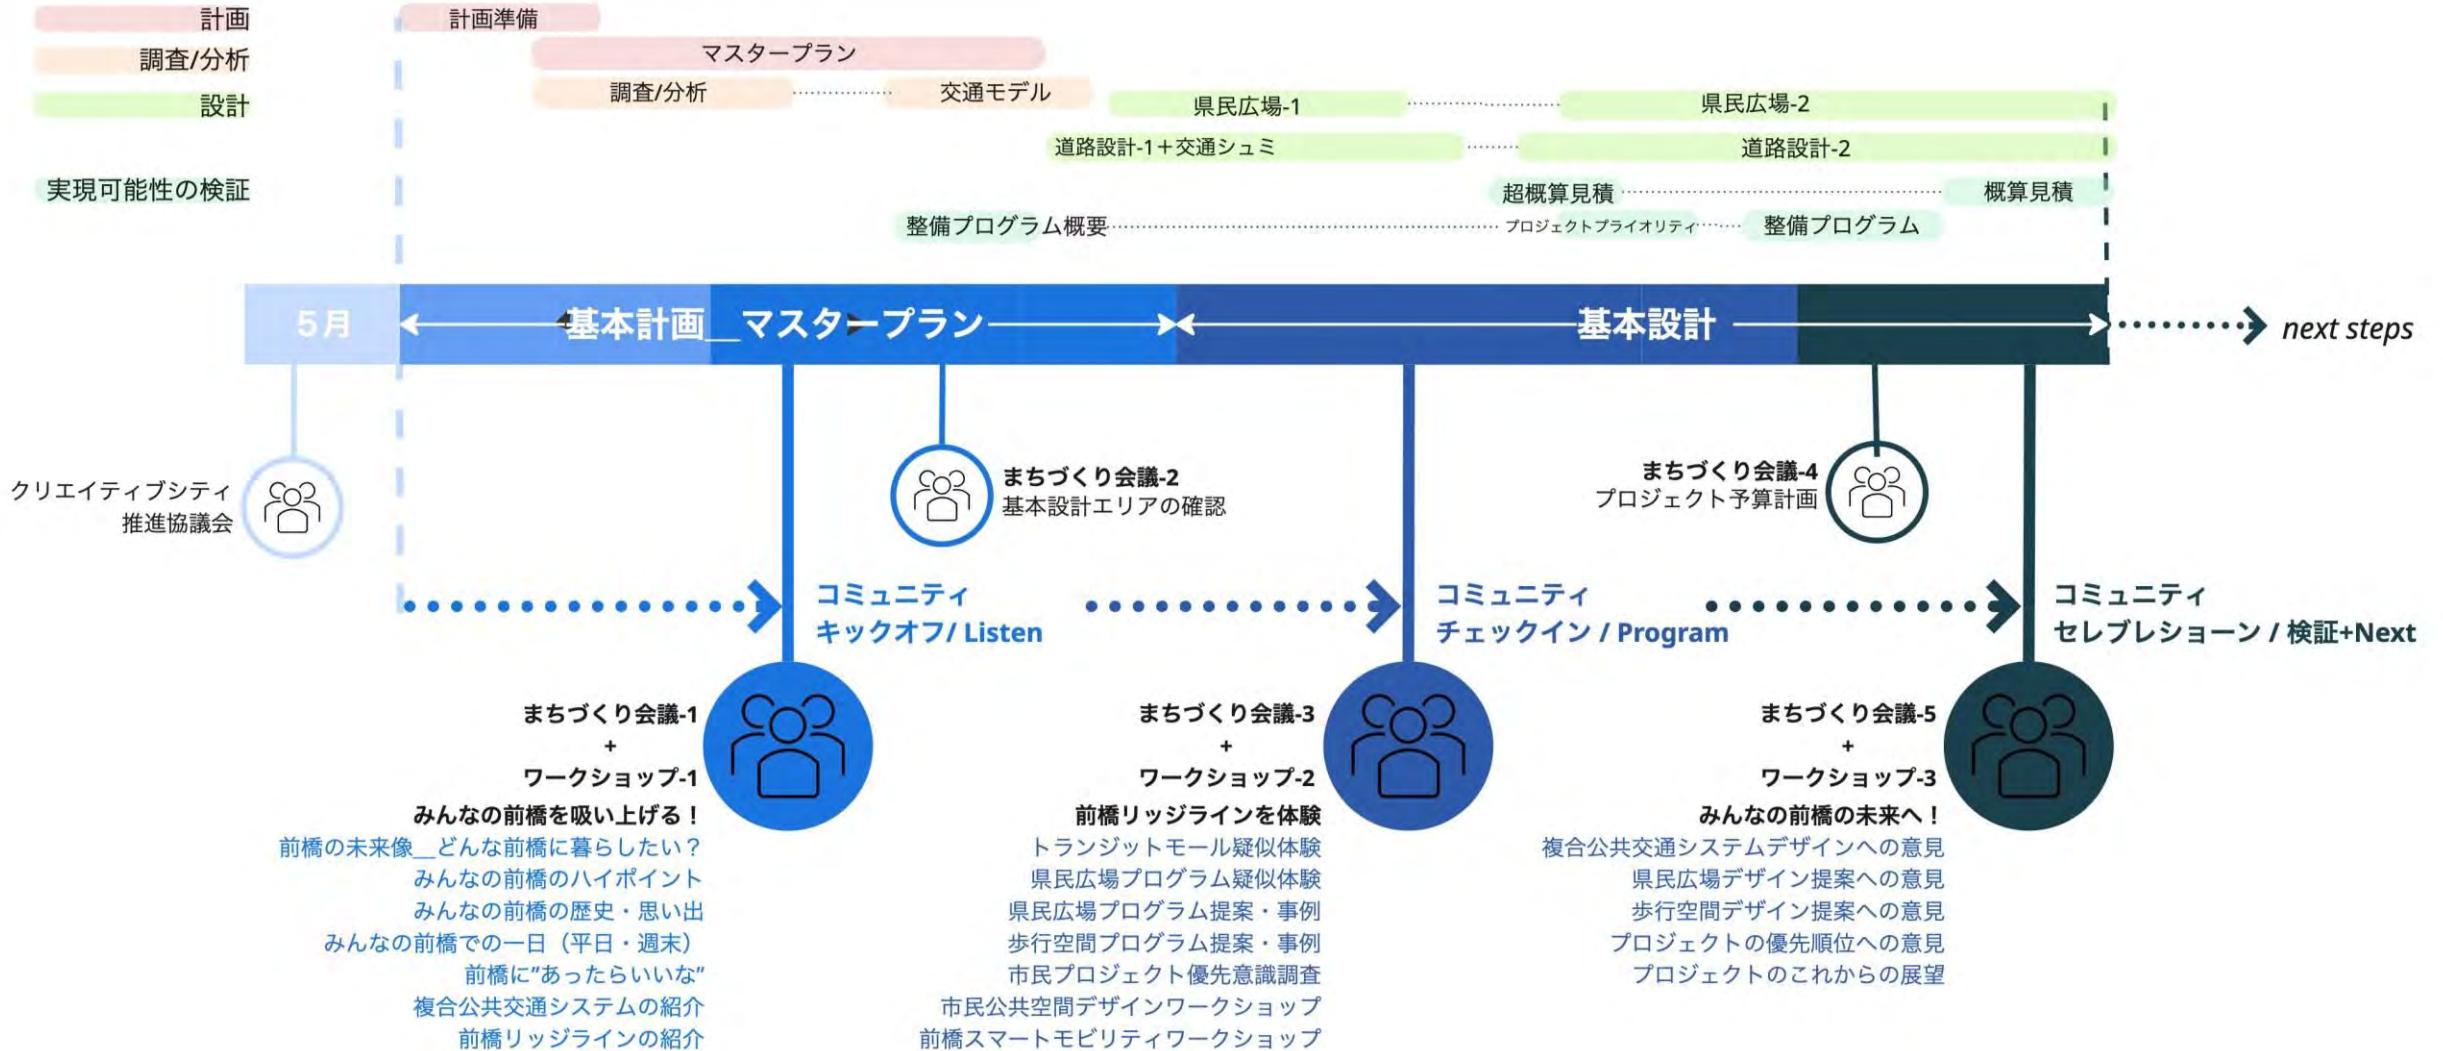 計画
調査/分析
設計
実現可能性の検証
計画準備
マスタープラン
調査/分析
交通モデル
県民広場-1
県民広場-2
道路設計-1＋交通シュミ
道路設計-2
超概算見積
概算見積
整備プログラム概要
プロジェクトプライオリティ
整備プログラム
5月
基本計画__マスタープラン
基本設計
next steps
クリエイティブシティ
推進協議会
まちづくり会議-2
基本設計エリアの確認
まちづくり会議-4
プロジェクト予算計画
コミュニティ
キックオフ/ Listen
コミュニティ
チェックイン / Program
コミュニティ
セレブレショーン / 検証+Next
まちづくり会議-1
+
ワークショップ-1
みんなの前橋を吸い上げる！
前橋の未来像__どんな前橋に暮らしたい？
みんなの前橋のハイポイント
みんなの前橋の歴史・思い出
みんなの前橋での一日（平日・週末）
前橋に”あったらいいな”
複合公共交通システムの紹介
前橋リッジラインの紹介
まちづくり会議-3
+
ワークショップ-2
前橋リッジラインを体験
トランジットモール疑似体験
県民広場プログラム疑似体験
県民広場プログラム提案・事例
歩行空間プログラム提案・事例
市民プロジェクト優先意識調査
市民公共空間デザインワークショップ
前橋スマートモビリティワークショップ
まちづくり会議-5
+
ワークショップ-3
みんなの前橋の未来へ！
複合公共交通システムデザインへの意見
県民広場デザイン提案への意見
歩行空間デザイン提案への意見
プロジェクトの優先順位への意見
プロジェクトのこれからの展望